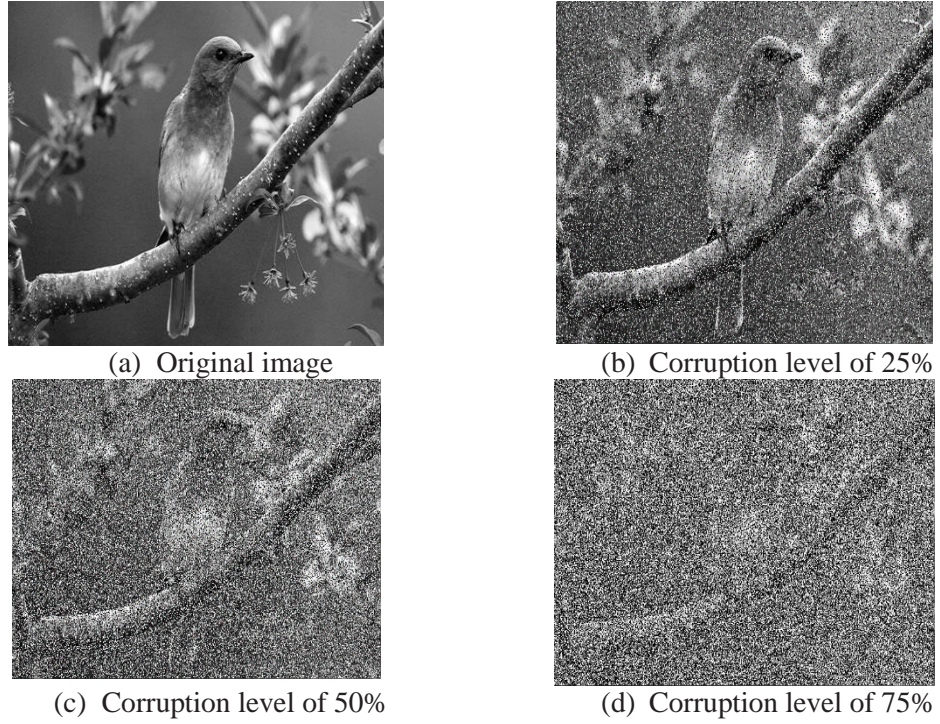 (a) Original image
(b) Corruption level of 25%
(c) Corruption level of 50%
(d) Corruption level of 75%